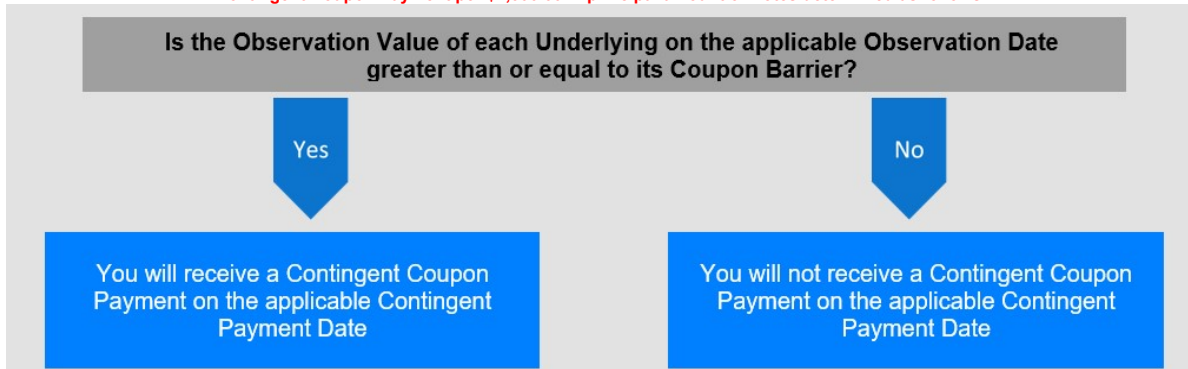 Is the Observation Value of each Underlying on the applicable Observation Date
greater than or equal to its Coupon Barrier?
Yes
No
You will receive a Contingent Coupon
Payment on the applicable Contingent
Payment Date
You will not receive a Contingent Coupon
Payment on the applicable Contingent
Payment Date